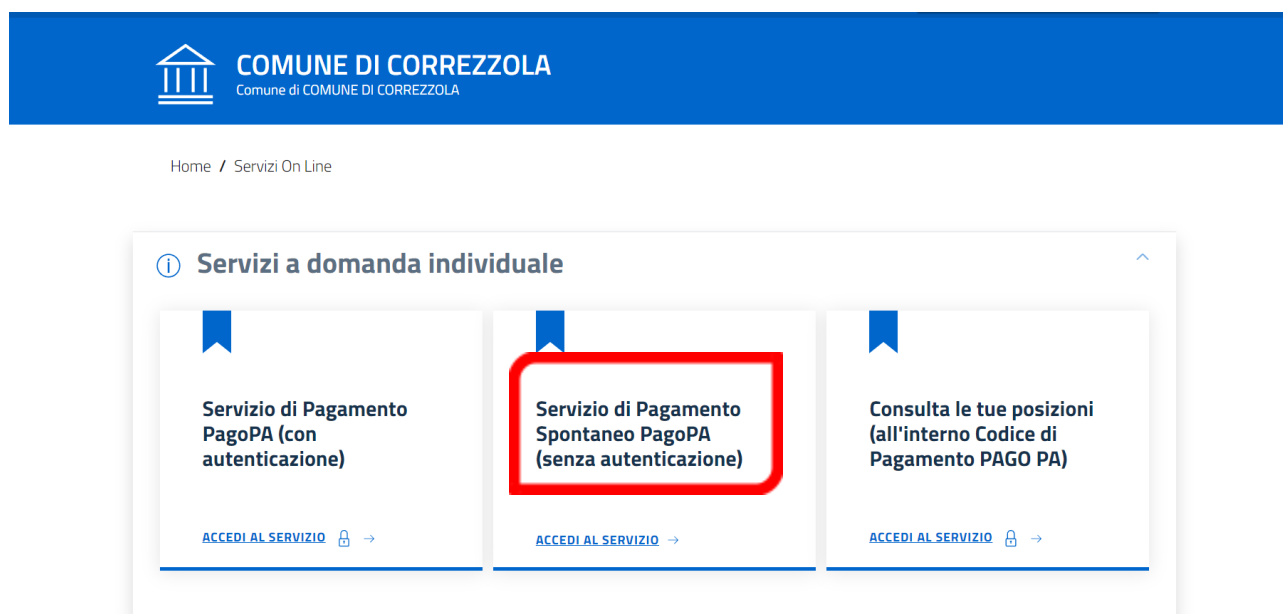 COMUNE DI CORREZZOLA
Comune di COMUNE DI CORREZZOLA
Home / Servizi On Line
Servizi a domanda individuale
Servizio di Pagamento
PagoPA (con
autenticazione)
ACCEDI AL SERVIZIO
Servizio di Pagamento
Spontaneo PagoPA
(senza autenticazione)
ACCEDI AL SERVIZIO
Consulta le tue posizioni
(all'interno Codice di
Pagamento PAGO PA)
ACCEDI AL SERVIZIO